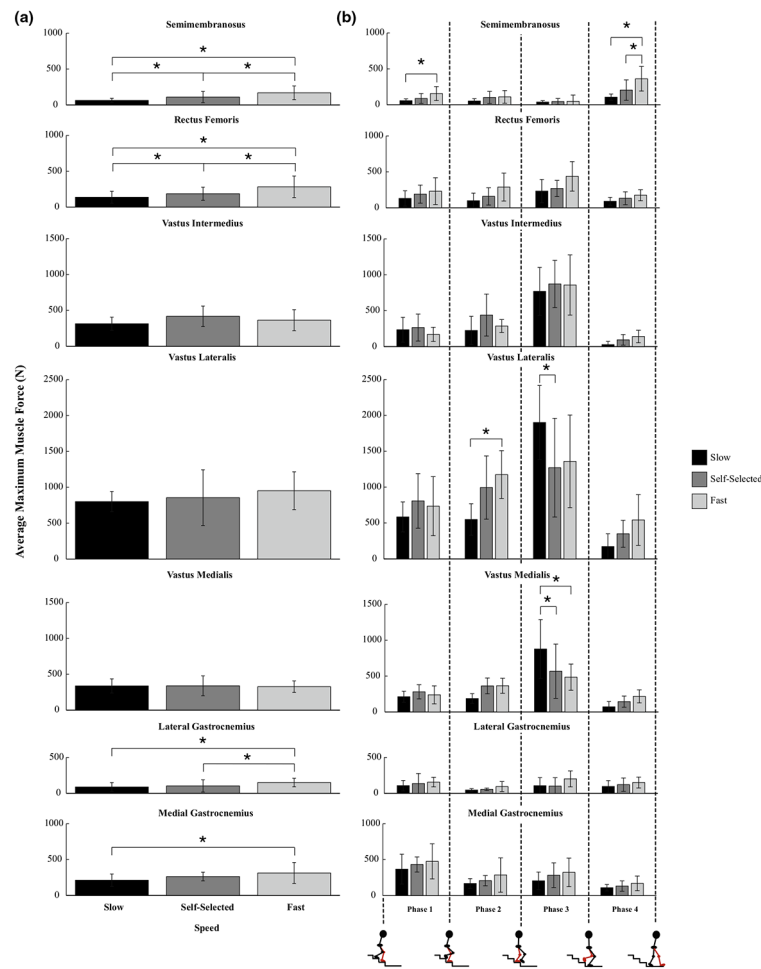 (a)
Semimembranosus
1000
*
500
* *
0
Rectus Femoris
1000
*
500
* *
0
Vastus Intermedius
1500
1000
500
0
Vastus Lateralis
2500
2000
1500
1000
500
0
Vastus Medialis
1500
1000
500
0
Lateral Gastrocnemius
*
500
*
0
Medial Gastrocnemius
1000
*
500
0
Slow Self-Selected Fast
Speed
Average Maximum Muscle Force (N)
(b)
Semimembranosus
1000
*
*
500
*
0
Rectus Femoris
1000
500
0
Vastus Intermedius
1500
1000
500
0
Vastus Lateralis
2500
*
2000
1500
*
1000
500
0
Vastus Medialis
1500
*
*
1000
500
0
Lateral Gastrocnemius
500
0
Medial Gastrocnemius
1000
500
0
Phase 1 Phase 2 Phase 3 Phase 4
Slow
Self-Selected
Fast